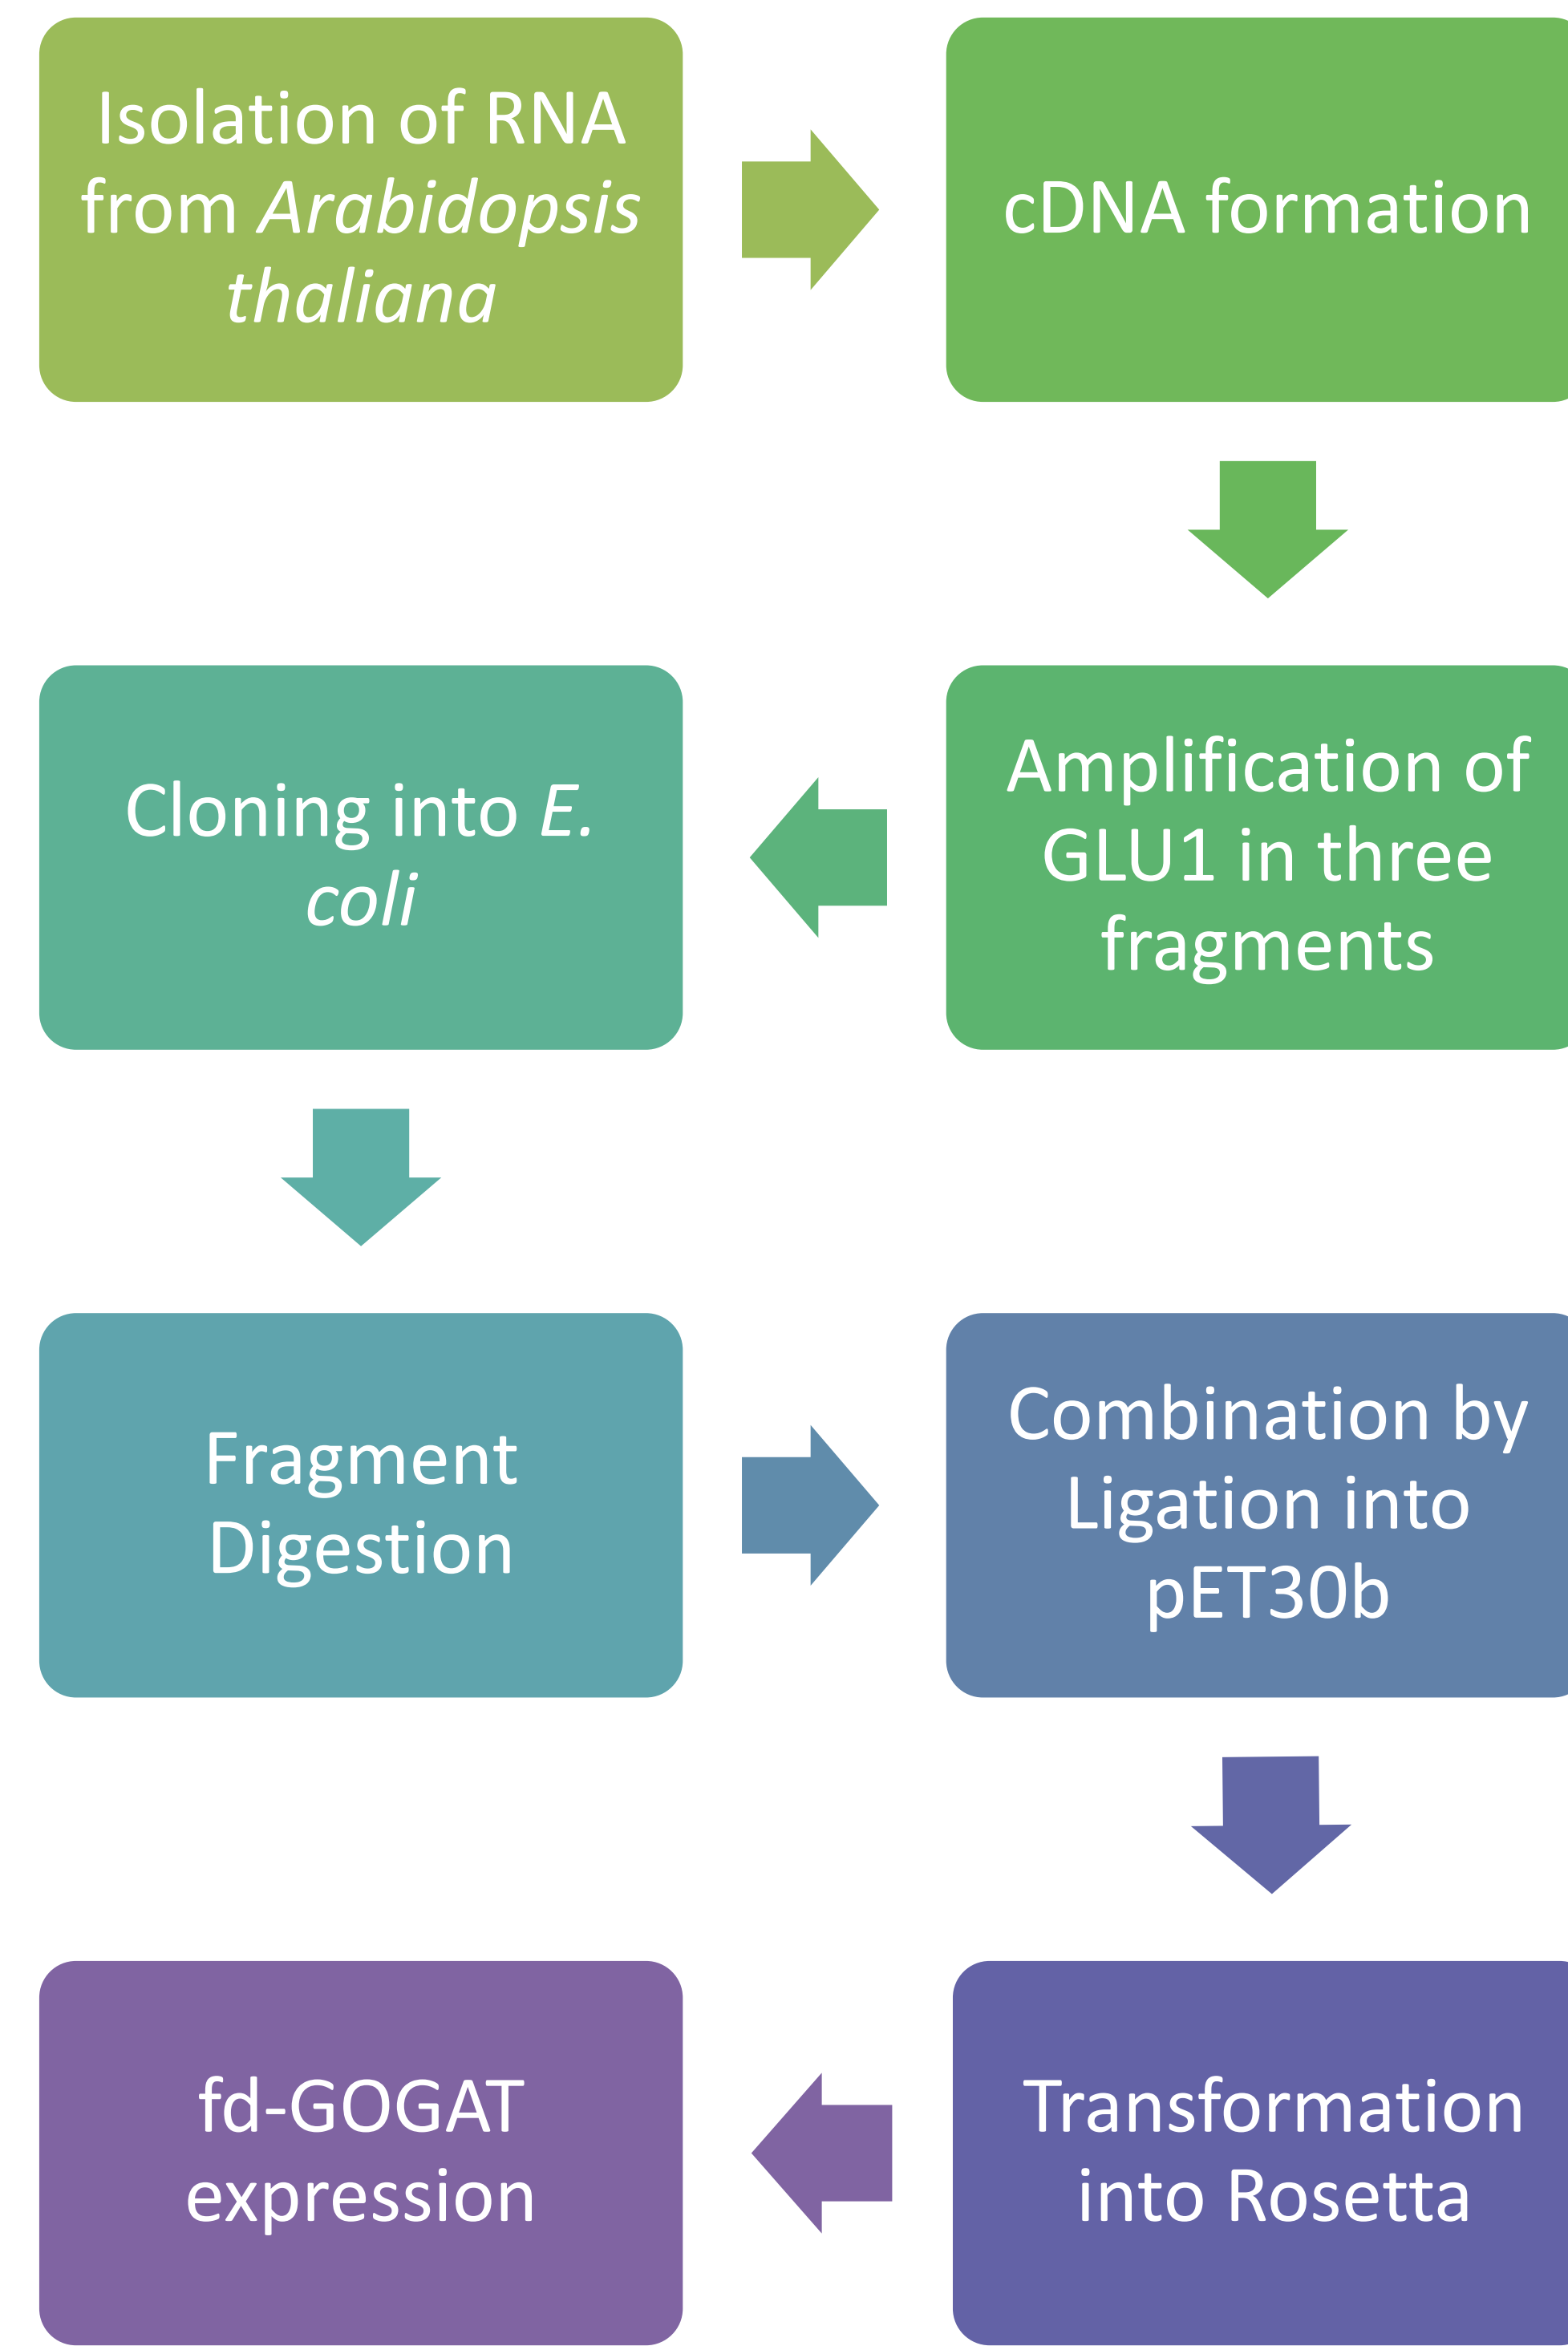 Isolation of RNA
from Arabidopsis
thaliana
cDNA formation
Amplification of
GLU1 in three
fragments
Cloning into E.
coli
Fragment
Digestion
Combination by
Ligation into
pET30b
Transformation
into Rosetta
fd-GOGAT
expression